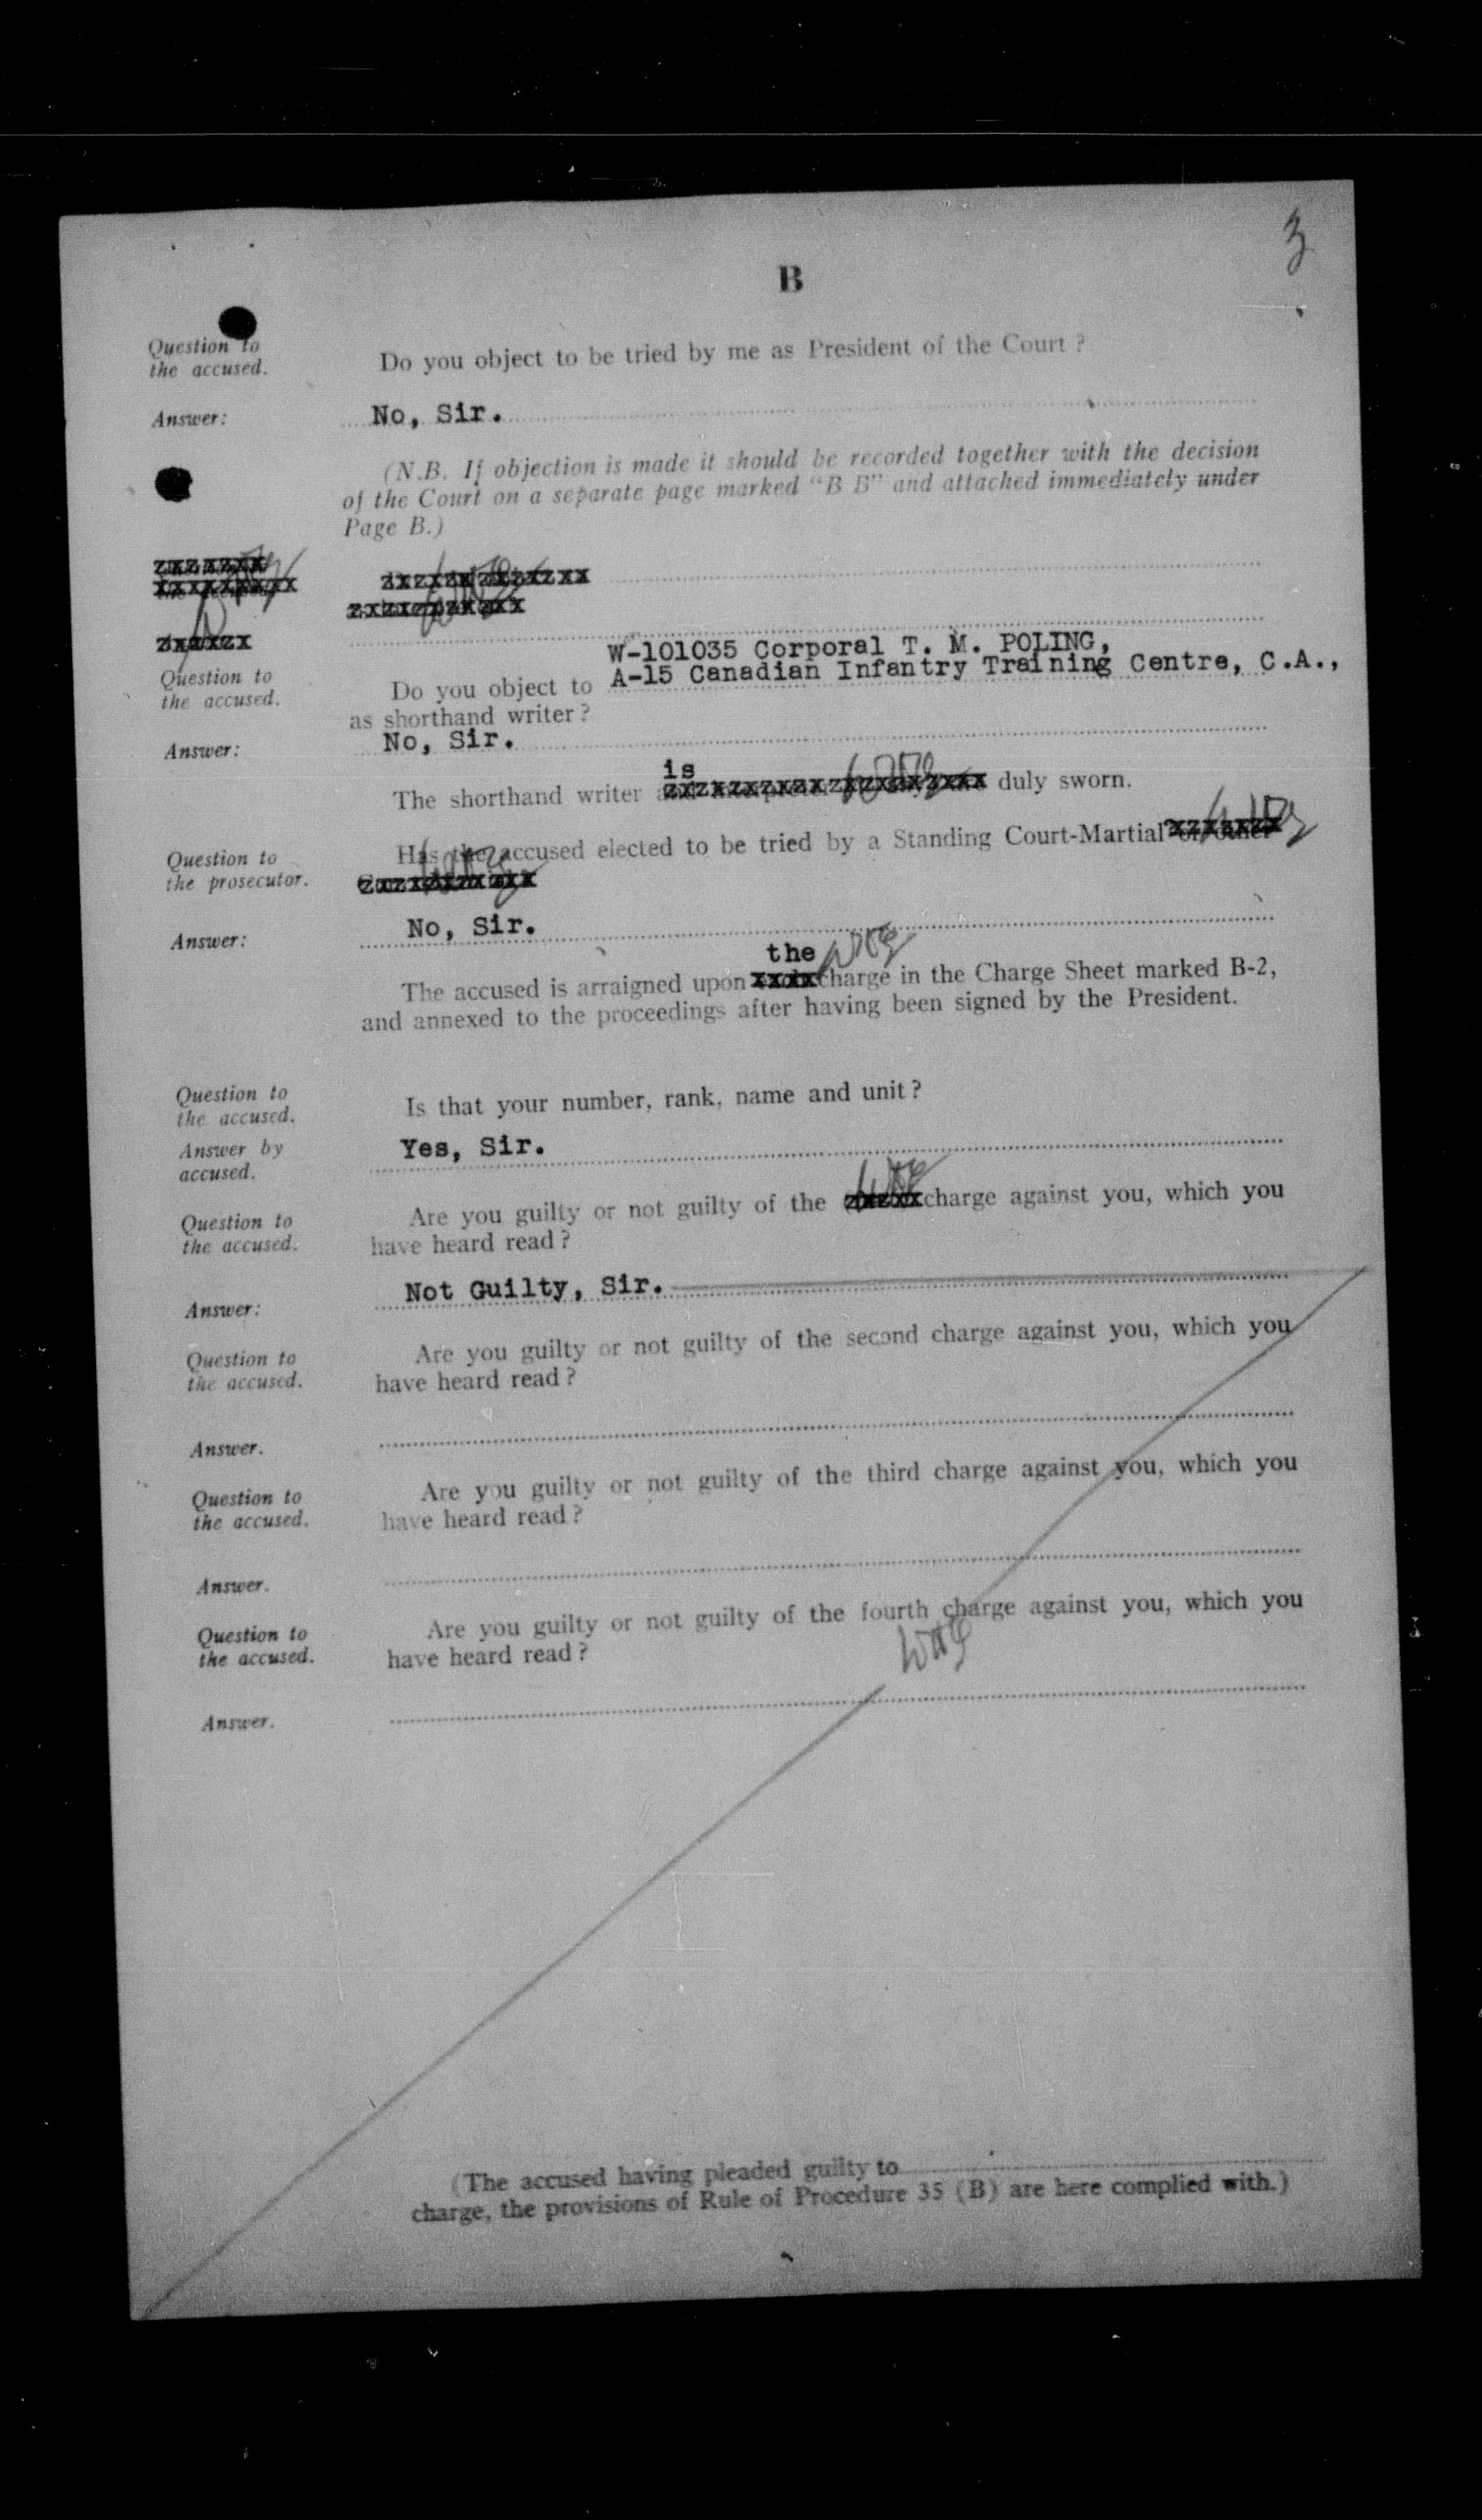 3
B
Question to
the accused.
Do you object to be tried by me as President of the Court ?
Answer:
No, Sir.
(N.B. If objection is made it should be recorded together with the decision
of the Court on a separate page marked "B B" and attached immediately under
Page B.)
W-101035 Corporal T. M. POLING,
Question to
the accused.
Do you object to A-15 Canadian Infantry Training Centre, C.A.,
as shorthand writer?
Answer:
No, Sir.
is
The shorthand writer duly sworn.
Question to
the prosecutor.
Has the accused elected to be tried by a Standing Court-Martial or other
Answer:
No, Sir.
the
The accused is arraigned upon charge in the Charge Sheet marked B-2,
and annexed to the proceedings after having been signed by the President.
Question to
the accused.
Is that your number, rank, name and unit?
Answer by
accused.
Yes, Sir.
Question to
the accused.
Are you guilty or not guilty of the charge against you, which you
have heard read?
Answer:
Not Guilty, Sir.
Question to
the accused.
Are you guilty or not guilty of the second charge against you, which you
have heard read?
Answer.
Question to
the accused.
Are you guilty or not guilty of the third charge against you, which you
have heard read?
Answer.
Question to
the accused.
Are you guilty or not guilty of the fourth charge against you, which you
have heard read?
Answer.
(The accused having pleaded guilty to
charge, the provisions of Rule of Procedure 35 (B) are here complied with.)